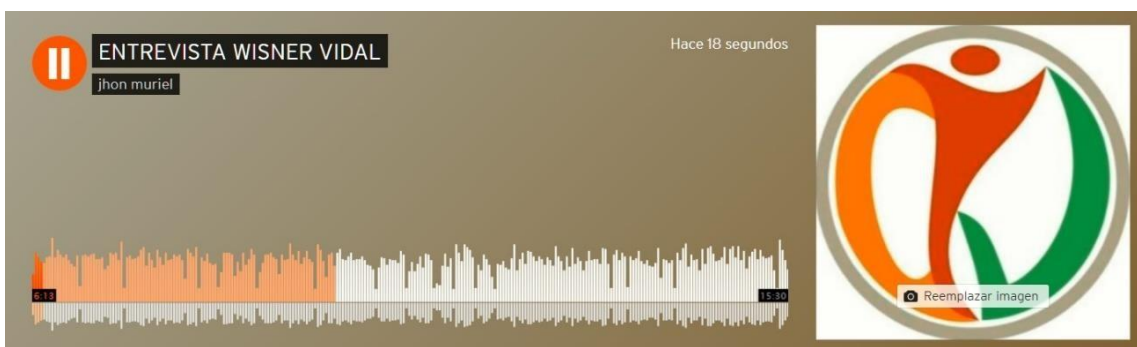 ENTREVISTA WISNER VIDAL
Hace 18 segundos
jhon muriel
6:13
15:30
Reemplazar Imagen